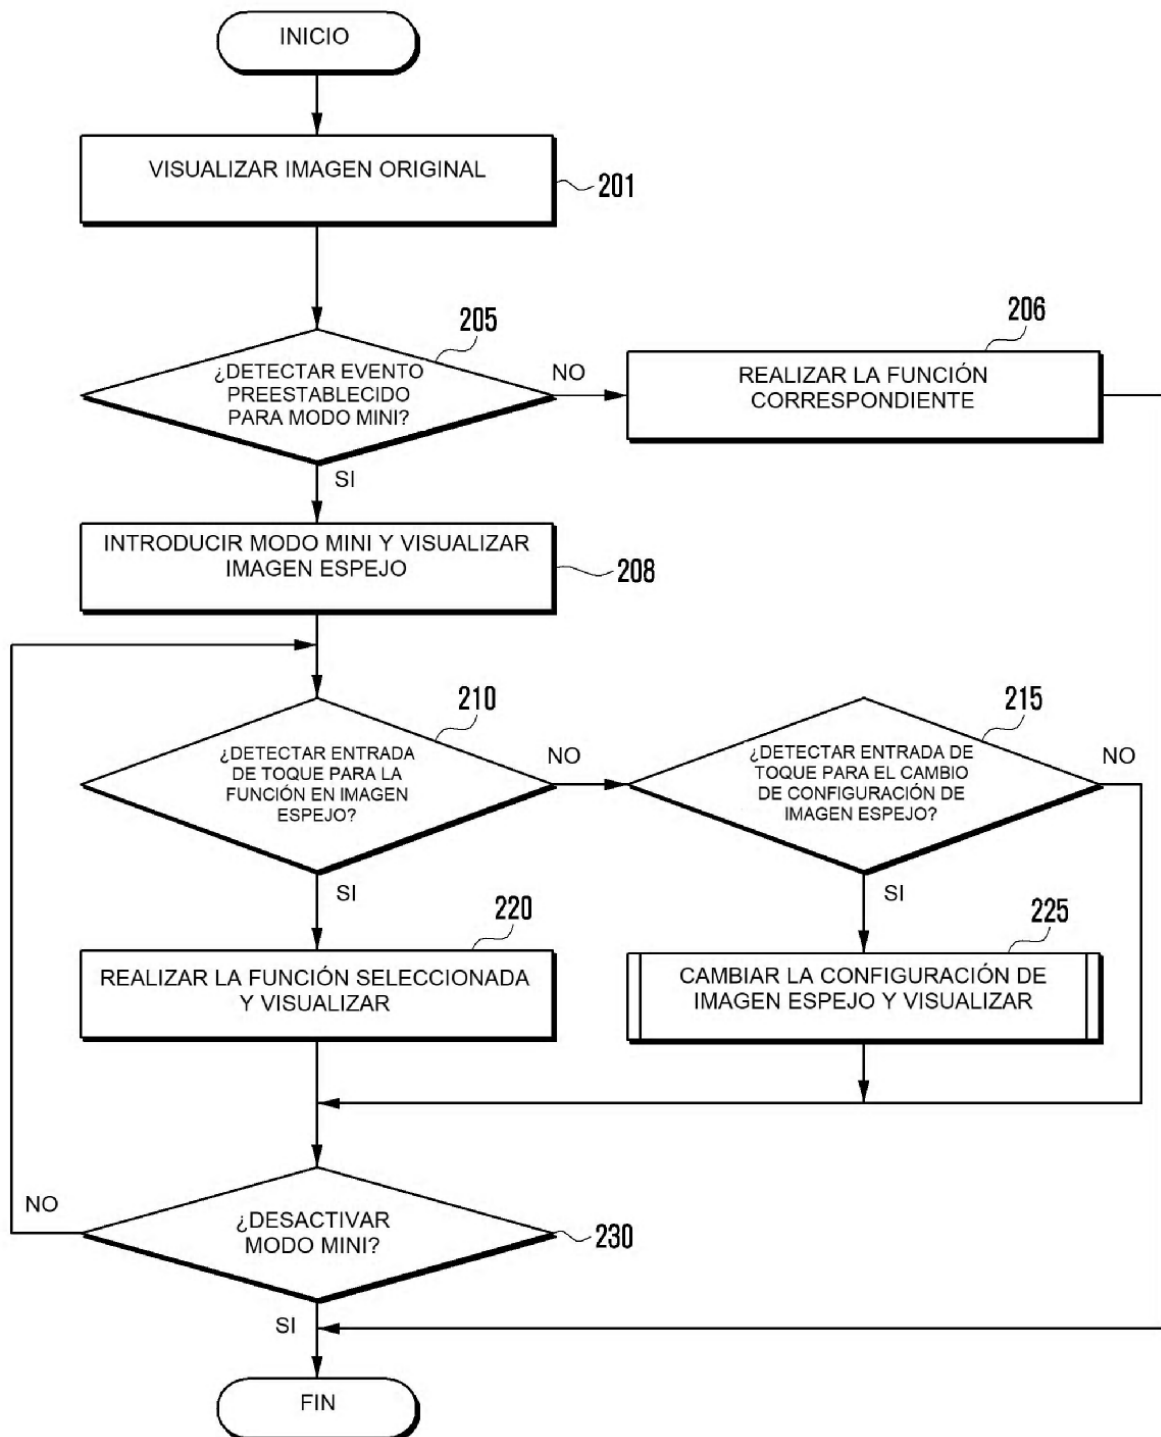 INICIO
VISUALIZAR IMAGEN ORIGINAL
201
205
¿DETECTAR EVENTO
PREESTABLECIDO
PARA MODO MINI?
NO
206
REALIZAR LA FUNCIÓN
CORRESPONDIENTE
SI
INTRODUCIR MODO MINI Y VISUALIZAR
IMAGEN ESPEJO
208
210
¿DETECTAR ENTRADA
DE TOQUE PARA LA
FUNCIÓN EN IMAGEN
ESPEJO?
NO
215
¿DETECTAR ENTRADA DE
TOQUE PARA EL CAMBIO
DE CONFIGURACIÓN DE
IMAGEN ESPEJO?
NO
SI
SI
220
REALIZAR LA FUNCIÓN SELECCIONADA
Y VISUALIZAR
225
CAMBIAR LA CONFIGURACIÓN DE
IMAGEN ESPEJO Y VISUALIZAR
NO
¿DESACTIVAR
MODO MINI?
230
SI
FIN